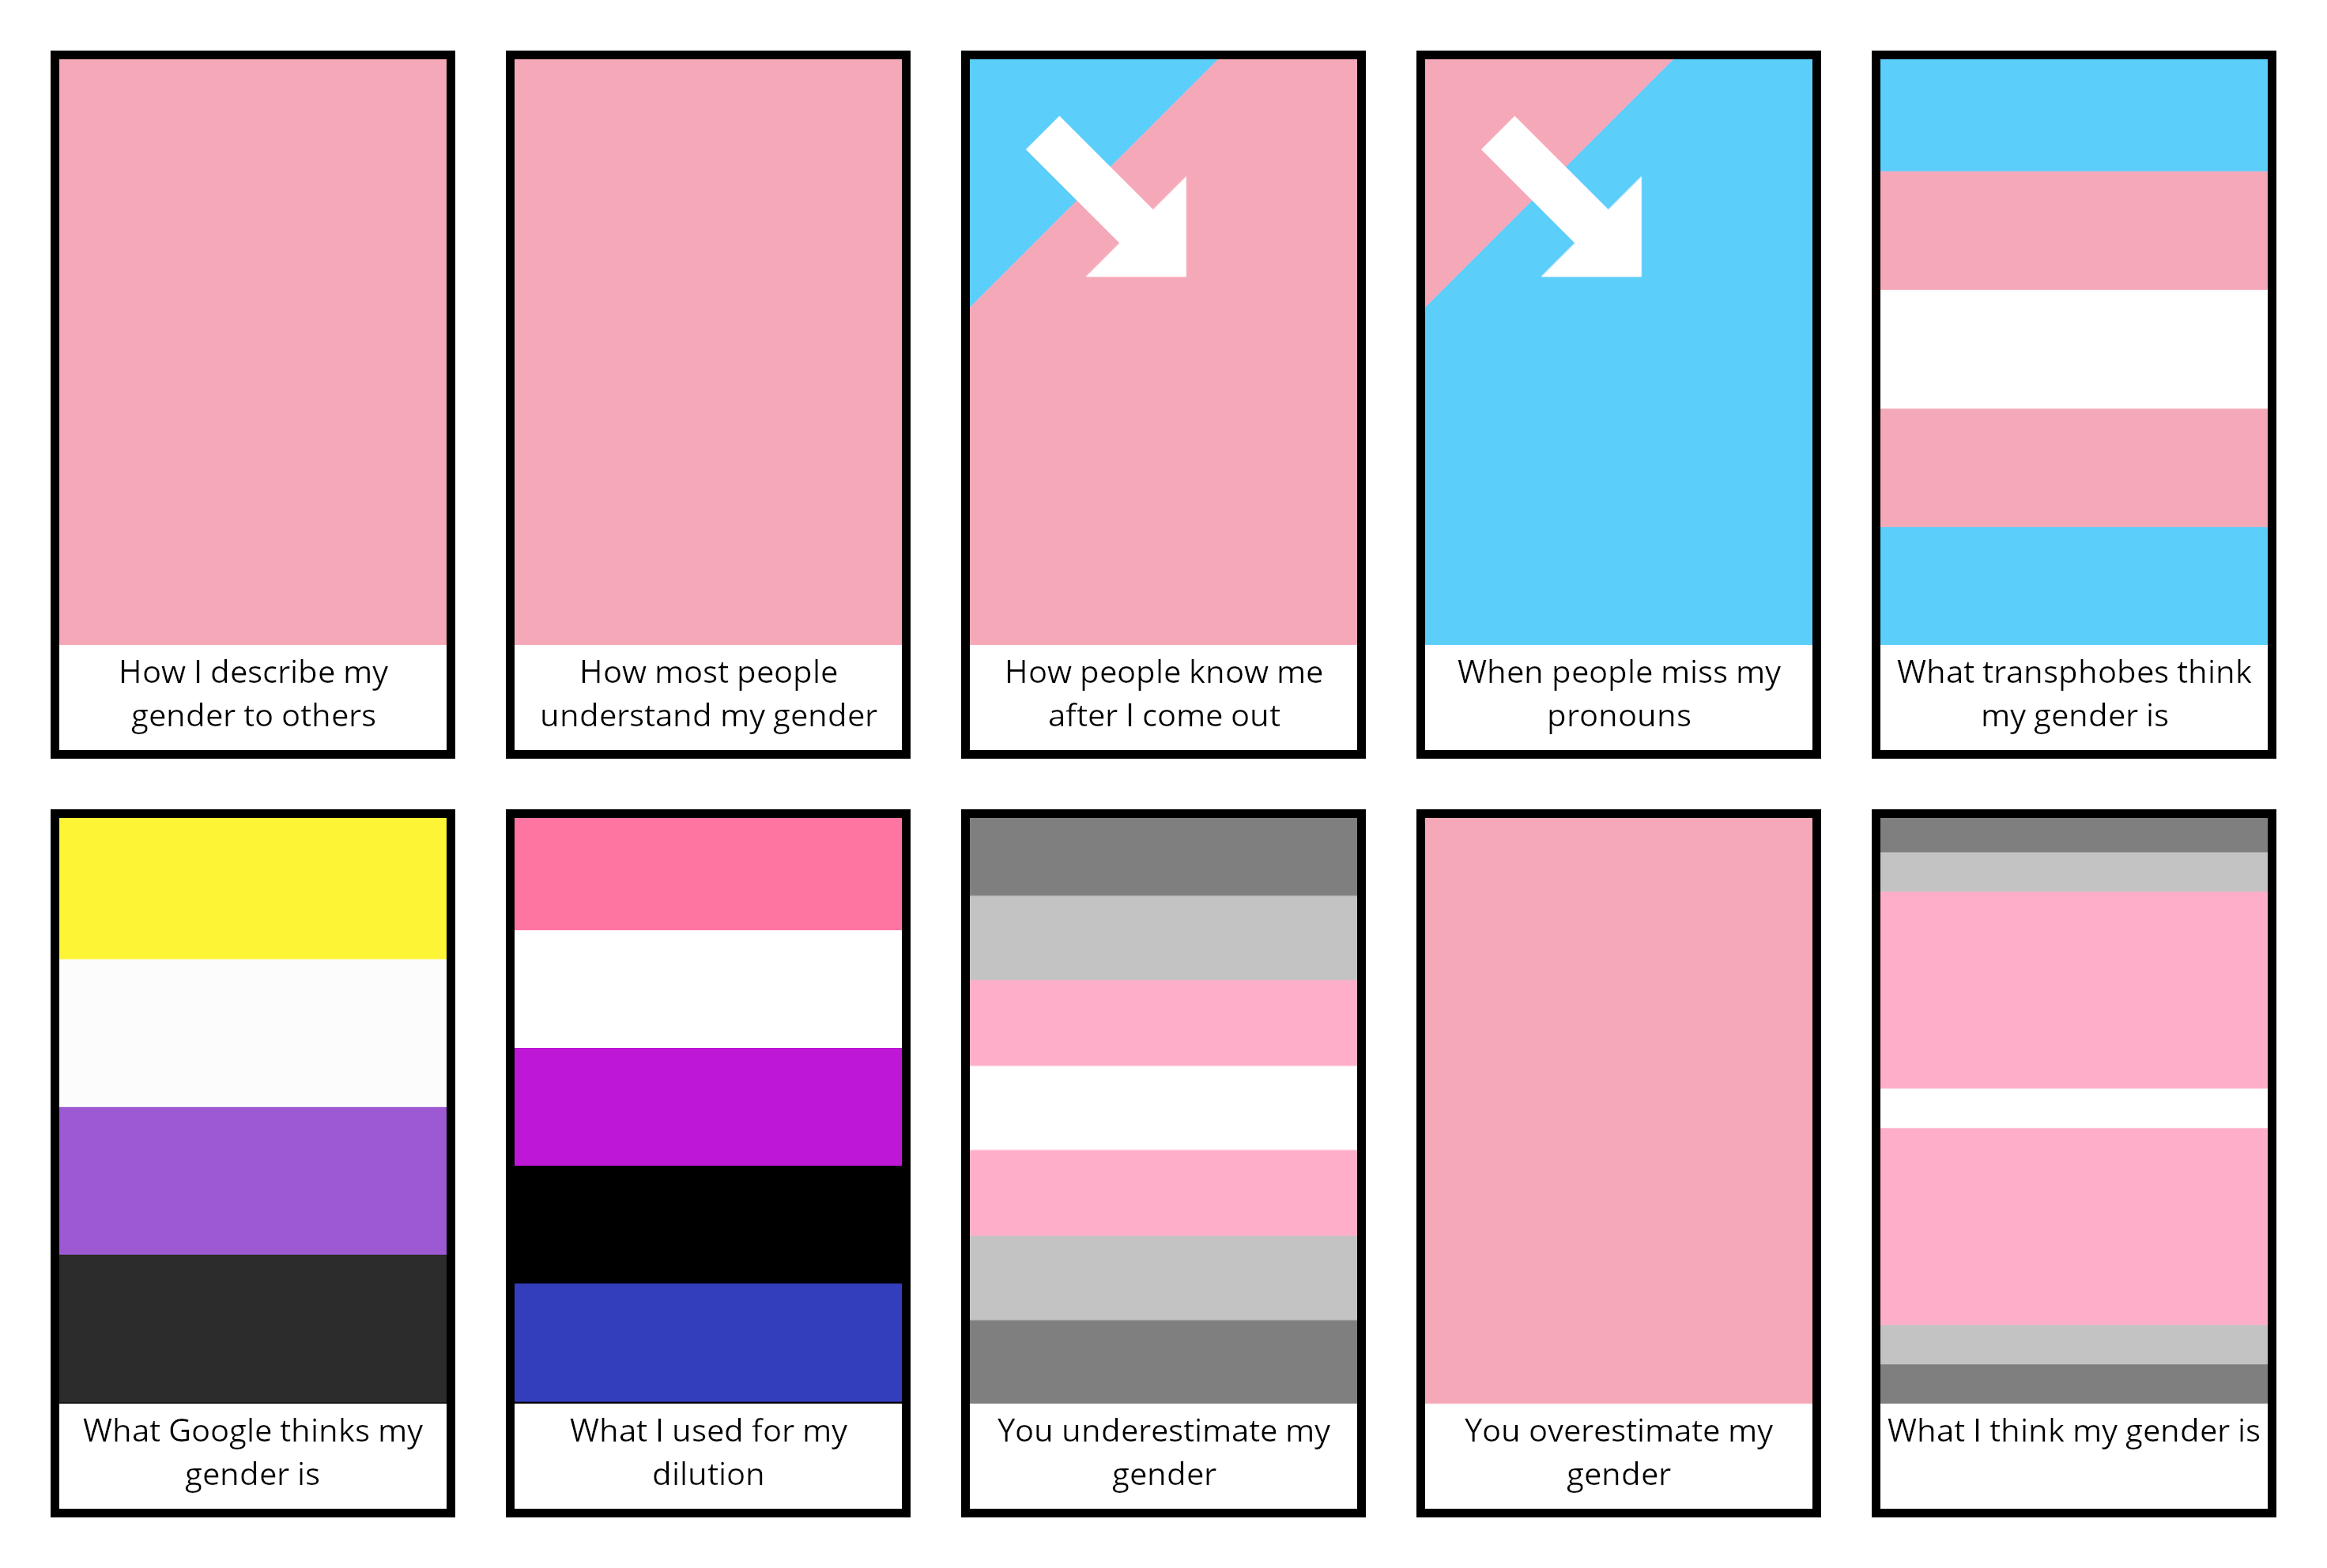 How I describe my
gender to others
How most people
understand my gender
How people know me
after I come out
When people miss my
pronouns
What transphobes think
my gender is
What Google thinks my
gender is
What I used for my
dilution
You underestimate my
gender
You overestimate my
gender
What I think my gender is